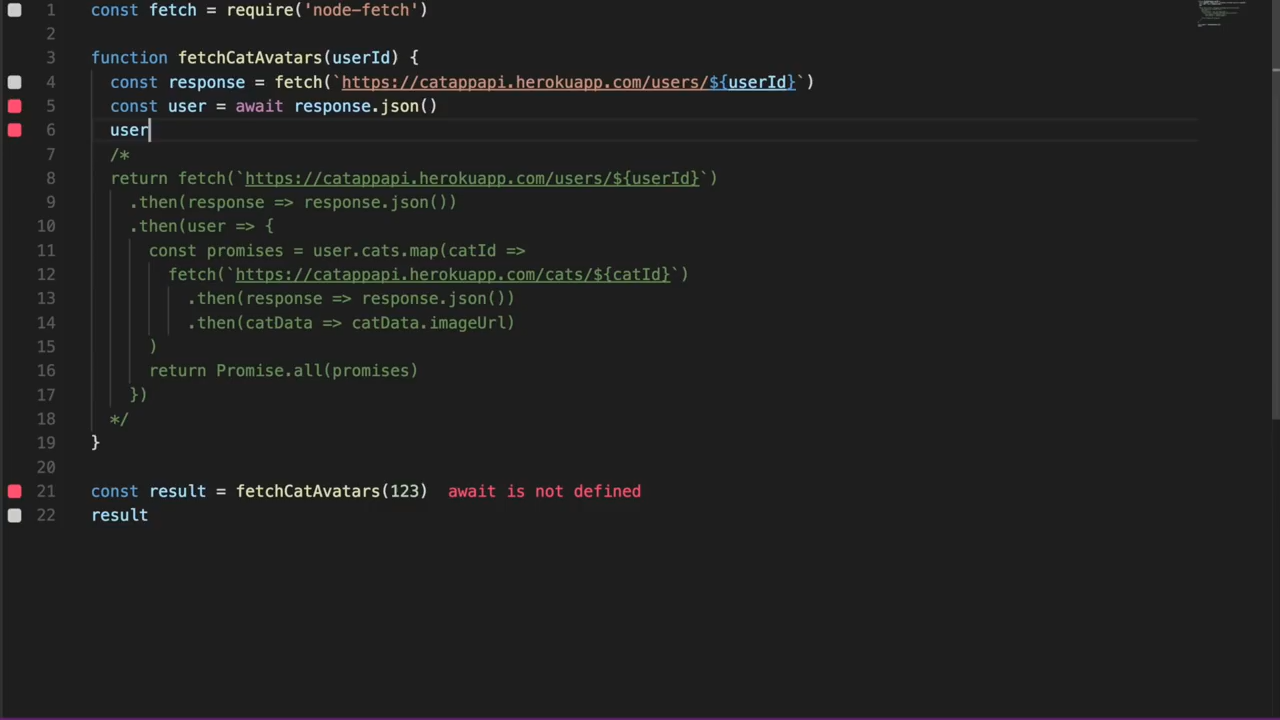 1 const fetch = require('node-fetch')
2
3 function fetchCatAvatars(userId) {
4 const response = fetch(`https://catappapi.herokuapp.com/users/${userId}`)
5 const user = await response.json()
6 user
7 /*
8 return fetch(`https://catappapi.herokuapp.com/users/${userId}`)
9 .then(response => response.json())
10 .then(user => {
11 const promises = user.cats.map(catId =>
12 fetch(`https://catappapi.herokuapp.com/cats/${catId}`)
13 .then(response => response.json())
14 .then(catData => catData.imageUrl)
15 )
16 return Promise.all(promises)
17 })
18 */
19 }
20
21 const result = fetchCatAvatars(123) await is not defined
22 result